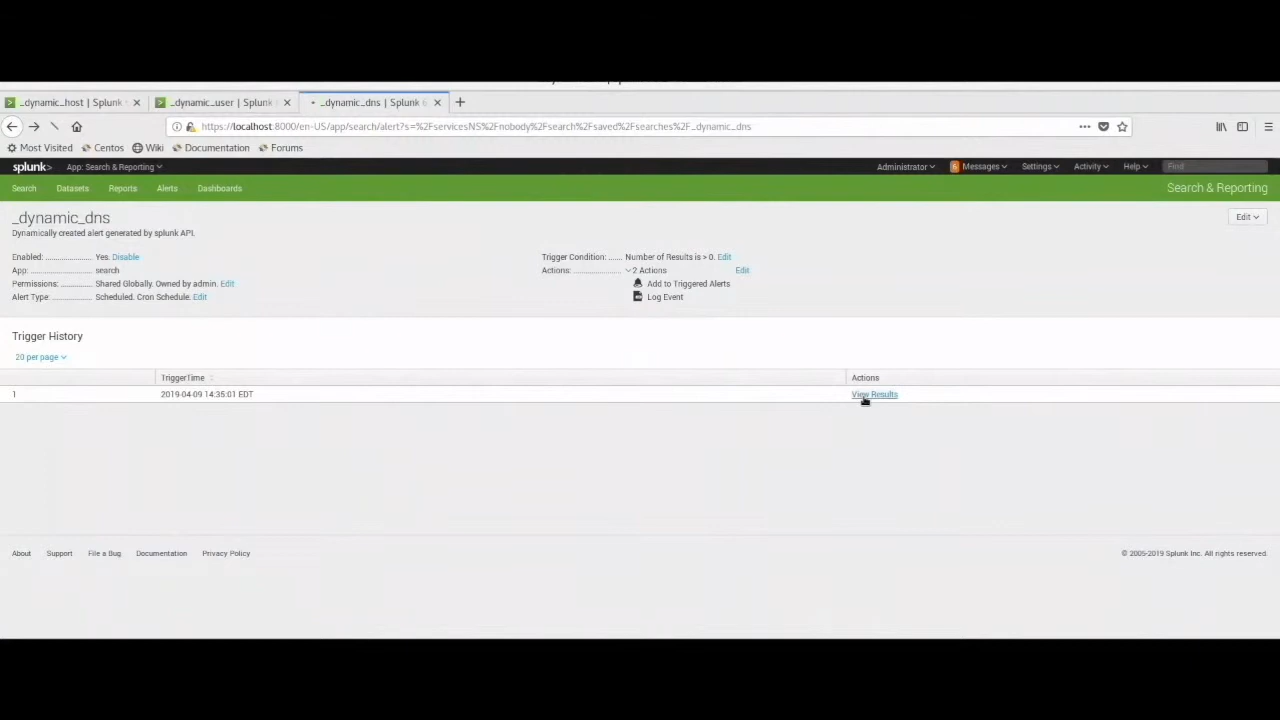 _dynamic_host | Splunk
_dynamic_user | Splunk
_dynamic_dns | Splunk 6
https://localhost:8000/en-US/app/search/alert?s=%2FservicesNS%2Fnobody%2Fsearch%2Fsaved%2Fsearches%2F_dynamic_dns
Most Visited Centos Wiki Documentation Forums
splunk> App: Search & Reporting Administrator 6 Messages Settings Activity Help Find
Search Datasets Reports Alerts Dashboards Search & Reporting
_dynamic_dns Edit
Dynamically created alert generated by splunk API.
Enabled: ...................... Yes. Disable
App: ............................. search
Permissions: ................ Shared Globally. Owned by admin. Edit
Alert Type: ................... Scheduled. Cron Schedule. Edit
Trigger Condition: ...... Number of Results is > 0. Edit
Actions: ....................... 2 Actions Edit
Add to Triggered Alerts
Log Event
Trigger History
20 per page
TriggerTime Actions
1 2019-04-09 14:35:01 EDT View Results
About Support File a Bug Documentation Privacy Policy © 2005-2019 Splunk Inc. All rights reserved.